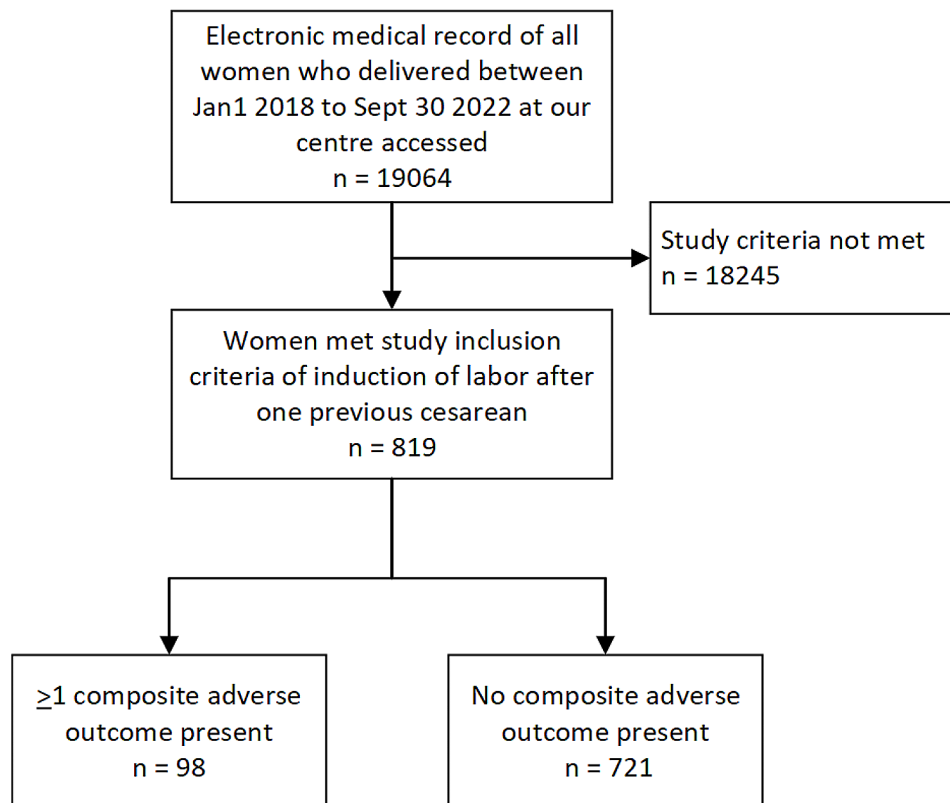 Electronic medical record of all
women who delivered between
Jan1 2018 to Sept 30 2022 at our
centre accessed
n = 19064
Study criteria not met
n = 18245
Women met study inclusion
criteria of induction of labor after
one previous cesarean
n = 819
≥1 composite adverse
outcome present
n = 98
No composite adverse
outcome present
n = 721